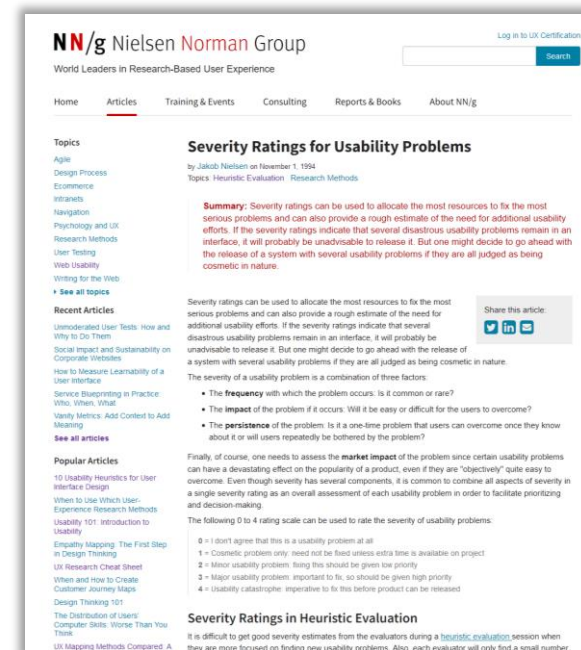 NN/g Nielsen Norman Group
World Leaders in Research-Based User Experience
Log in to UX Certification
Search
Home Articles Training & Events Consulting Reports & Books About NN/g
Topics
Agile
Design Process
Ecommerce
Intranets
Navigation
Psychology and UX
Research Methods
User Testing
Web Usability
Writing for the Web
See all topics
Recent Articles
Unmoderated User Tests: How and
Why to Do Them
Social Impact and Sustainability on
Corporate Websites
How to Measure Learnability of a
User Interface
Service Blueprinting in Practice:
Who, When, What
Vanity Metrics: Add Context to Add
Meaning
See all articles
Popular Articles
10 Usability Heuristics for User
Interface Design
When to Use Which User-
Experience Research Methods
Usability 101: Introduction to
Usability
Empathy Mapping: The First Step
in Design Thinking
UX Research Cheat Sheet
When and How to Create
Customer Journey Maps
Design Thinking 101
The Distribution of Users'
Computer Skills: Worse Than You
Think
UX Mapping Methods Compared: A
Severity Ratings for Usability Problems
by Jakob Nielsen on November 1, 1994
Topics: Heuristic Evaluation Research Methods
Summary: Severity ratings can be used to allocate the most resources to fix the most
serious problems and can also provide a rough estimate of the need for additional usability
efforts. If the severity ratings indicate that several disastrous usability problems remain in an
interface, it will probably be unadvisable to release it. But one might decide to go ahead with
the release of a system with several usability problems if they are all judged as being
cosmetic in nature.
Severity ratings can be used to allocate the most resources to fix the most
serious problems and can also provide a rough estimate of the need for
additional usability efforts. If the severity ratings indicate that several
disastrous usability problems remain in an interface, it will probably be
unadvisable to release it. But one might decide to go ahead with the release of
a system with several usability problems if they are all judged as being cosmetic in nature.
Share this article:
The severity of a usability problem is a combination of three factors:
• The frequency with which the problem occurs: Is it common or rare?
• The impact of the problem if it occurs: Will it be easy or difficult for the users to overcome?
• The persistence of the problem: Is it a one-time problem that users can overcome once they know
about it or will users repeatedly be bothered by the problem?
Finally, of course, one needs to assess the market impact of the problem since certain usability problems
can have a devastating effect on the popularity of a product, even if they are "objectively" quite easy to
overcome. Even though severity has several components, it is common to combine all aspects of severity in
a single severity rating as an overall assessment of each usability problem in order to facilitate prioritizing
and decision-making.
The following 0 to 4 rating scale can be used to rate the severity of usability problems:
0 = I don't agree that this is a usability problem at all
1 = Cosmetic problem only: need not be fixed unless extra time is available on project
2 = Minor usability problem: fixing this should be given low priority
3 = Major usability problem: important to fix, so should be given high priority
4 = Usability catastrophe: imperative to fix this before product can be released
Severity Ratings in Heuristic Evaluation
It is difficult to get good severity estimates from the evaluators during a heuristic evaluation session when
they are more focused on finding new usability problems. Also, each evaluator will only find a small number